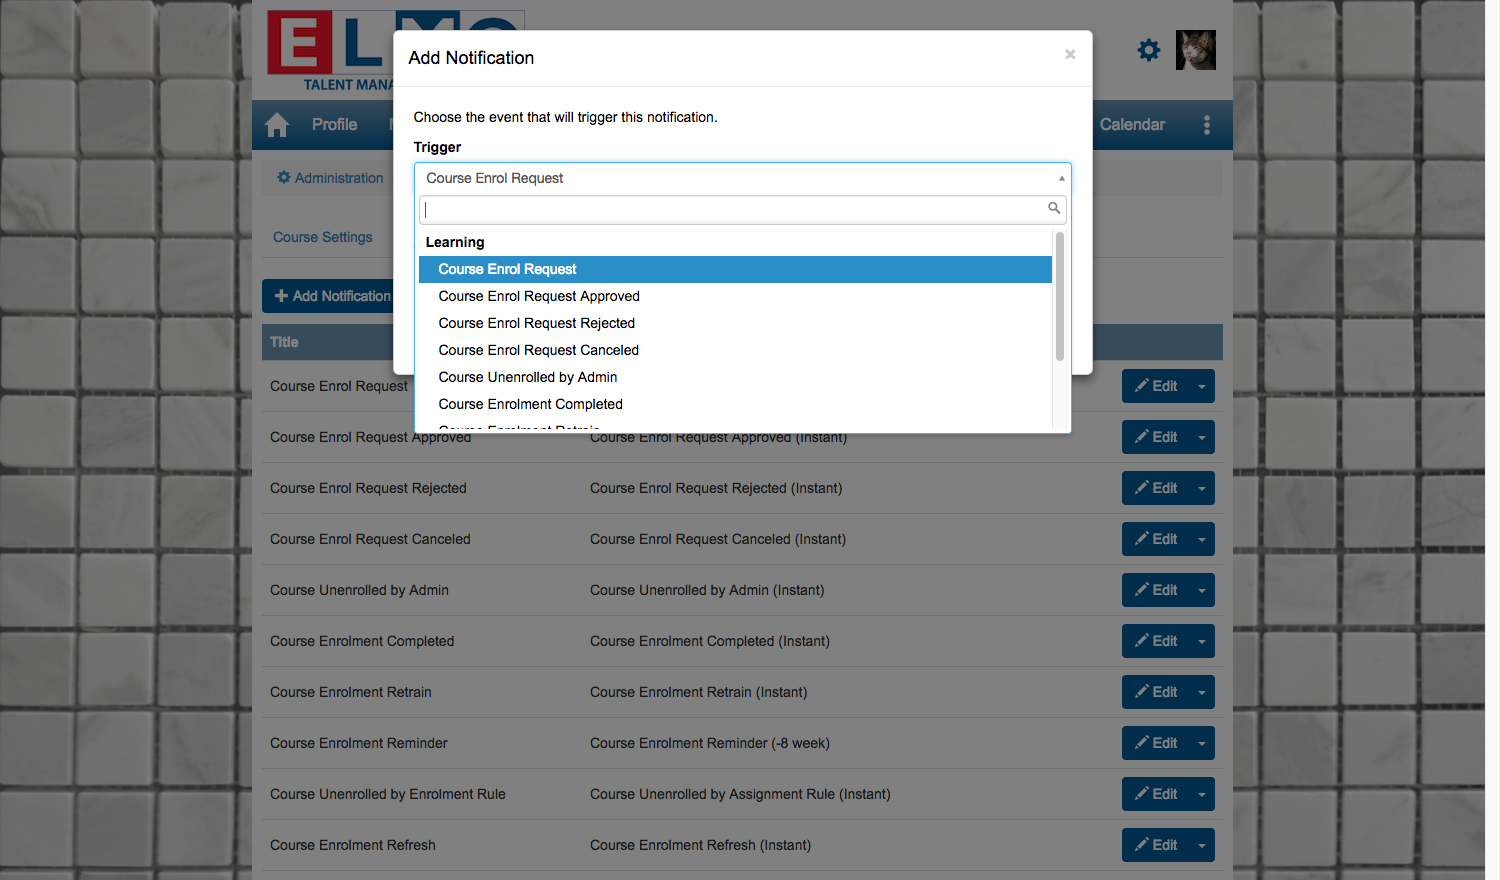 ELMO
TALENT MANA
Add Notification
×
Profile
Calendar
Choose the event that will trigger this notification.
Trigger
Administration
Course Enrol Request
Course Settings
Learning
Course Enrol Request
Course Enrol Request Approved
Course Enrol Request Rejected
Course Enrol Request Canceled
Course Unenrolled by Admin
Course Enrolment Completed
Course Enrolment Retrain
Add Notification
Title
Course Enrol Request
Edit
Course Enrol Request Approved
Course Enrol Request Approved (Instant)
Edit
Course Enrol Request Rejected
Course Enrol Request Rejected (Instant)
Edit
Course Enrol Request Canceled
Course Enrol Request Canceled (Instant)
Edit
Course Unenrolled by Admin
Course Unenrolled by Admin (Instant)
Edit
Course Enrolment Completed
Course Enrolment Completed (Instant)
Edit
Course Enrolment Retrain
Course Enrolment Retrain (Instant)
Edit
Course Enrolment Reminder
Course Enrolment Reminder (-8 week)
Edit
Course Unenrolled by Enrolment Rule
Course Unenrolled by Assignment Rule (Instant)
Edit
Course Enrolment Refresh
Course Enrolment Refresh (Instant)
Edit